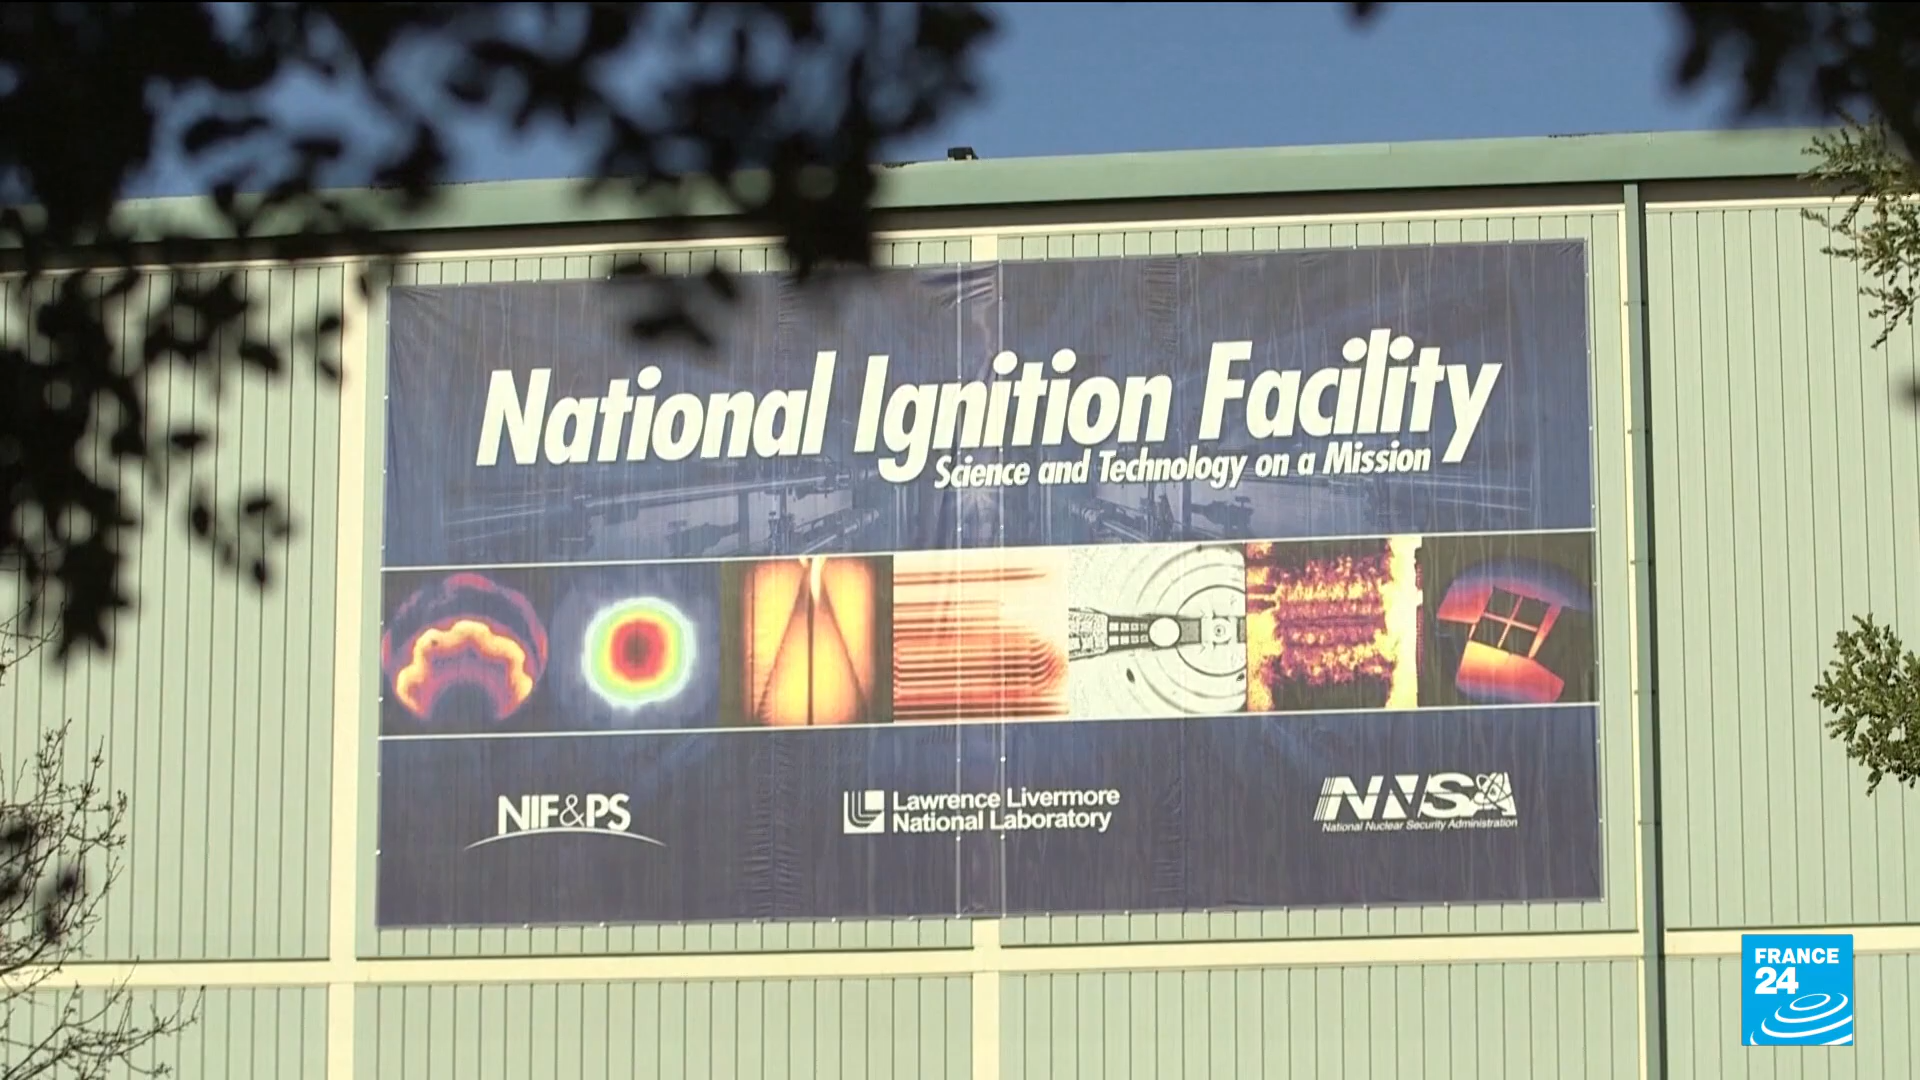 National Ignition Facility
Science and Technology on a Mission
NIF&PS
Lawrence Livermore
National Laboratory
NNSA
National Nuclear Security Administration
FRANCE
24